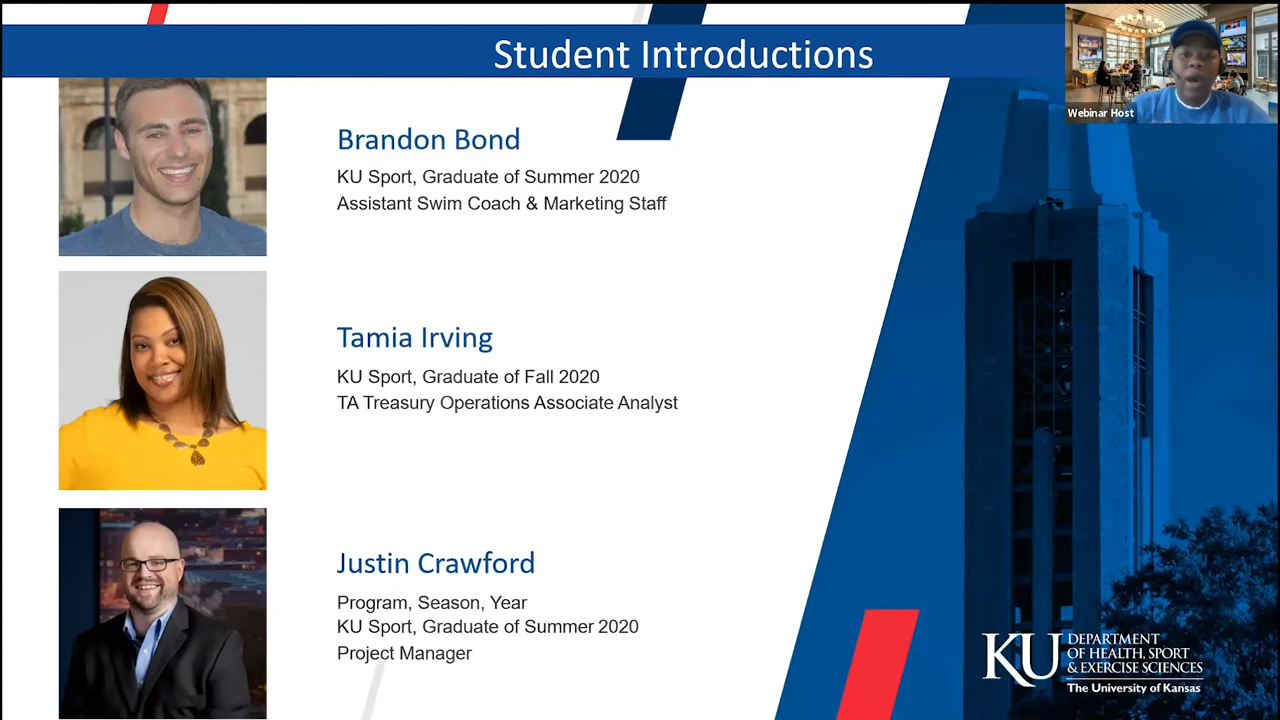 Student Introductions
Webinar Host
Brandon Bond
KU Sport, Graduate of Summer 2020
Assistant Swim Coach & Marketing Staff
Tamia Irving
KU Sport, Graduate of Fall 2020
TA Treasury Operations Associate Analyst
Justin Crawford
Program, Season, Year
KU Sport, Graduate of Summer 2020
Project Manager
KU
DEPARTMENT
OF HEALTH, SPORT
& EXERCISE SCIENCES
The University of Kansas